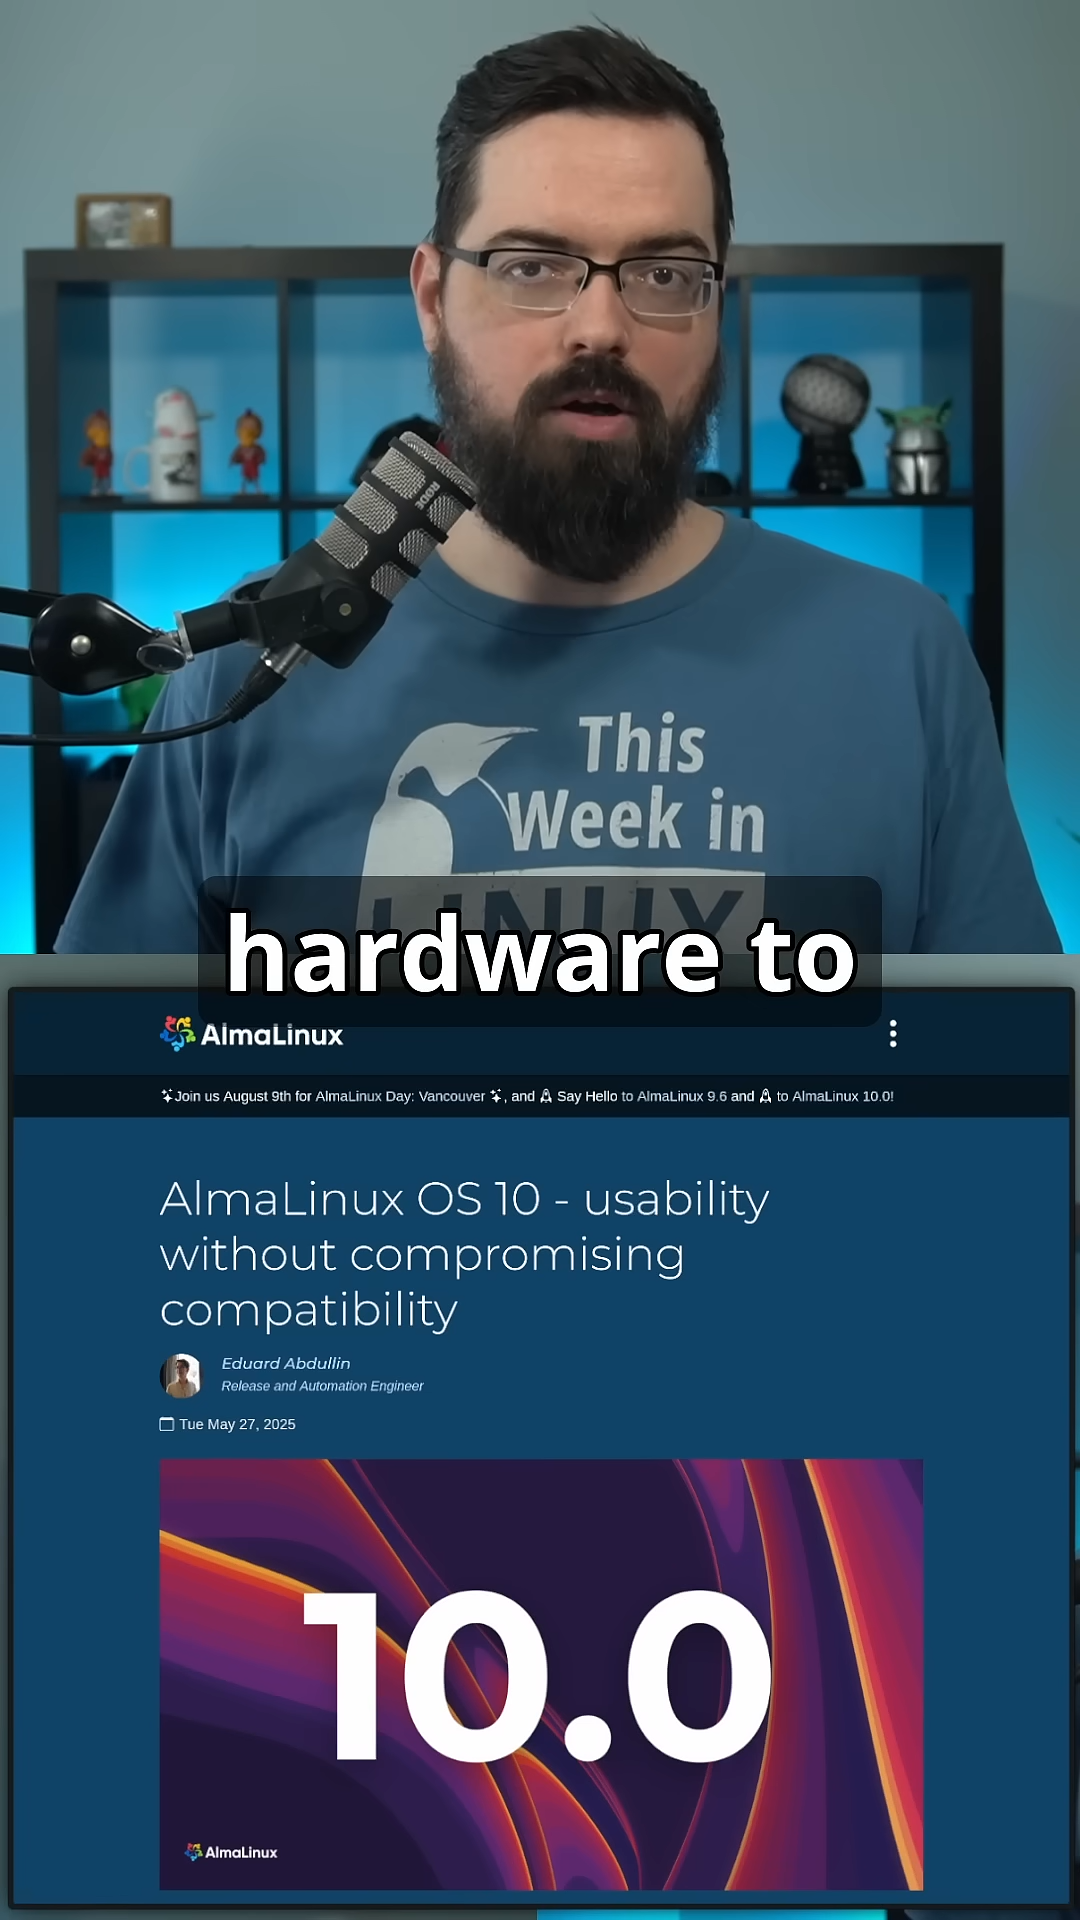 RØDE
This
Week in
LINUX
hardware to
AlmaLinux
Join us August 9th for AlmaLinux Day: Vancouver, and Say Hello to AlmaLinux 9.6 and to AlmaLinux 10.0!
AlmaLinux OS 10 - usability
without compromising
compatibility
Eduard Abdullin
Release and Automation Engineer
Tue May 27, 2025
10.0
AlmaLinux